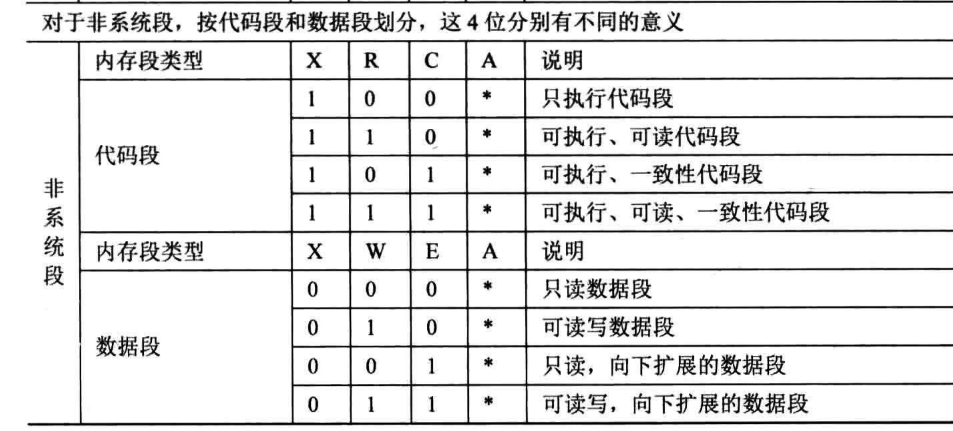 对于非系统段，按代码段和数据段划分，这 4 位分别有不同的意义
非系统段
内存段类型 X R C A 说明
代码段
1 0 0 * 只执行代码段
1 1 0 * 可执行、可读代码段
1 0 1 * 可执行、一致性代码段
1 1 1 * 可执行、可读、一致性代码段
内存段类型 X W E A 说明
数据段
0 0 0 * 只读数据段
0 1 0 * 可读写数据段
0 0 1 * 只读，向下扩展的数据段
0 1 1 * 可读写，向下扩展的数据段